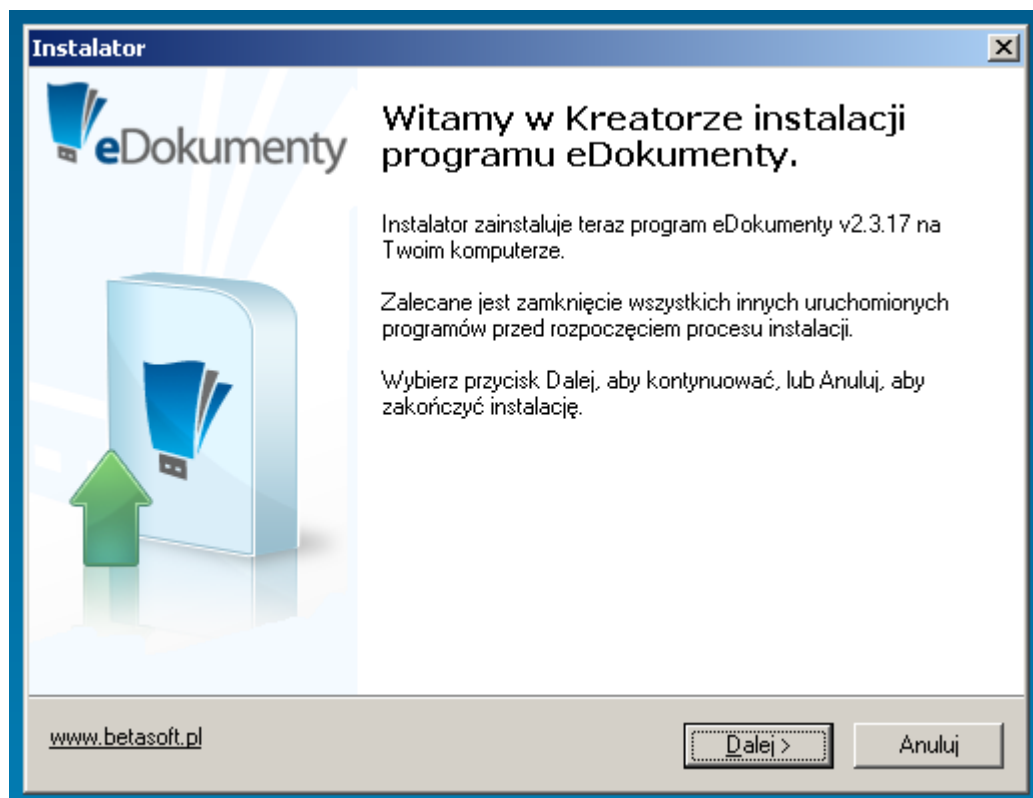 Instalator
eDokumenty
Witamy w Kreatorze instalacji
programu eDokumenty.
Instalator zainstaluje teraz program eDokumenty v2.3.17 na
Twoim komputerze.
Zalecane jest zamknięcie wszystkich innych uruchomionych
programów przed rozpoczęciem procesu instalacji.
Wybierz przycisk Dalej, aby kontynuować, lub Anuluj, aby
zakończyć instalację.
www.betasoft.pl
Dalej >
Anuluj